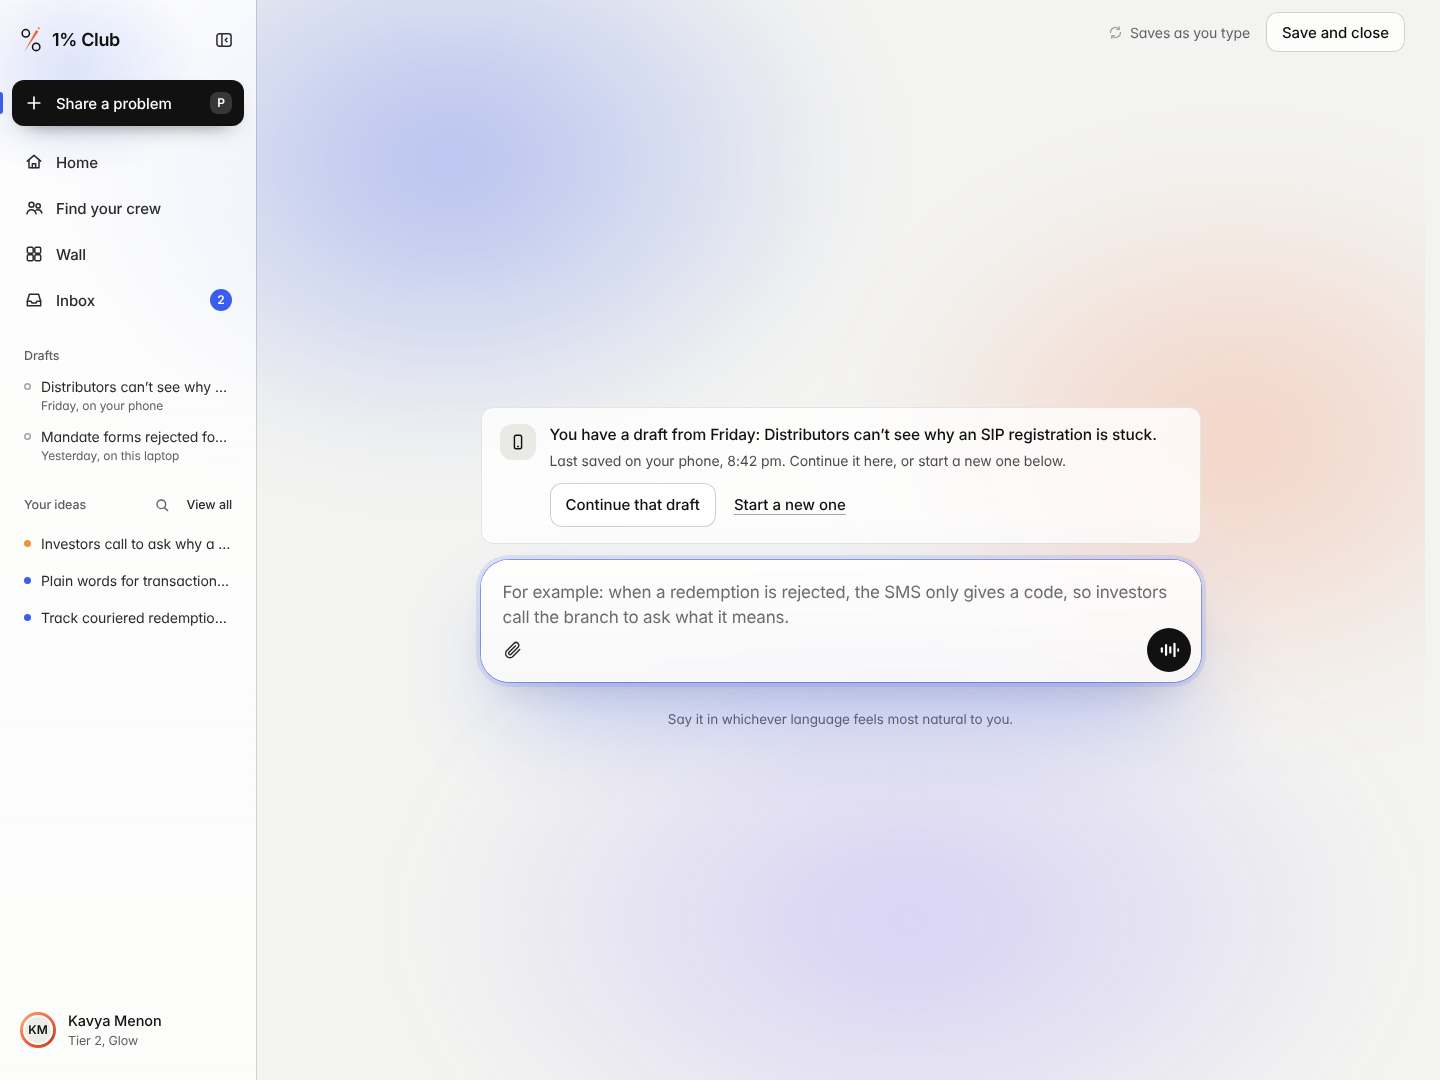 1% Club
Share a problem P
Home
Find your crew
Wall
Inbox 2
Drafts
Distributors can’t see why ...
Friday, on your phone
Mandate forms rejected fo...
Yesterday, on this laptop
Your ideas View all
Investors call to ask why a ...
Plain words for transaction...
Track couriered redemptio...
KM Kavya Menon
Tier 2, Glow
Saves as you type Save and close
You have a draft from Friday: Distributors can’t see why an SIP registration is stuck.
Last saved on your phone, 8:42 pm. Continue it here, or start a new one below.
Continue that draft Start a new one
For example: when a redemption is rejected, the SMS only gives a code, so investors
call the branch to ask what it means.
Say it in whichever language feels most natural to you.